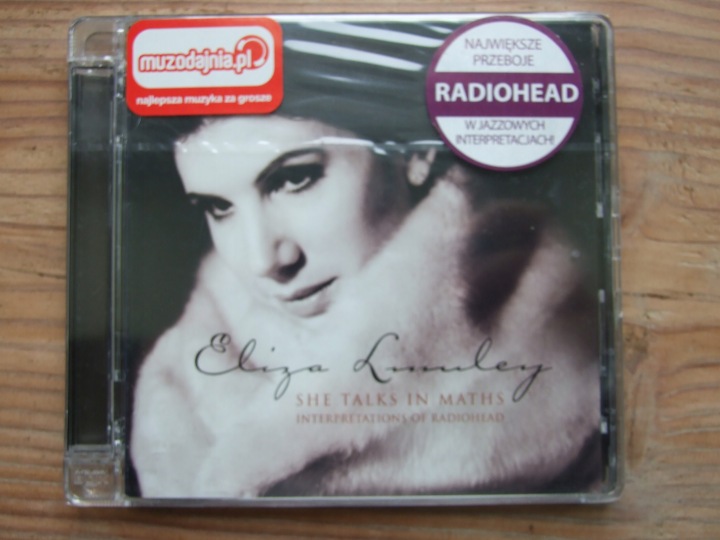 muzodajnia.pl
najlepsza muzyka za grosze
NAJWIĘKSZE
PRZEBOJE
RADIOHEAD
W JAZZOWYCH
INTERPRETACJACH!
Eliza Lumley
SHE TALKS IN MATHS
INTERPRETATIONS OF RADIOHEAD